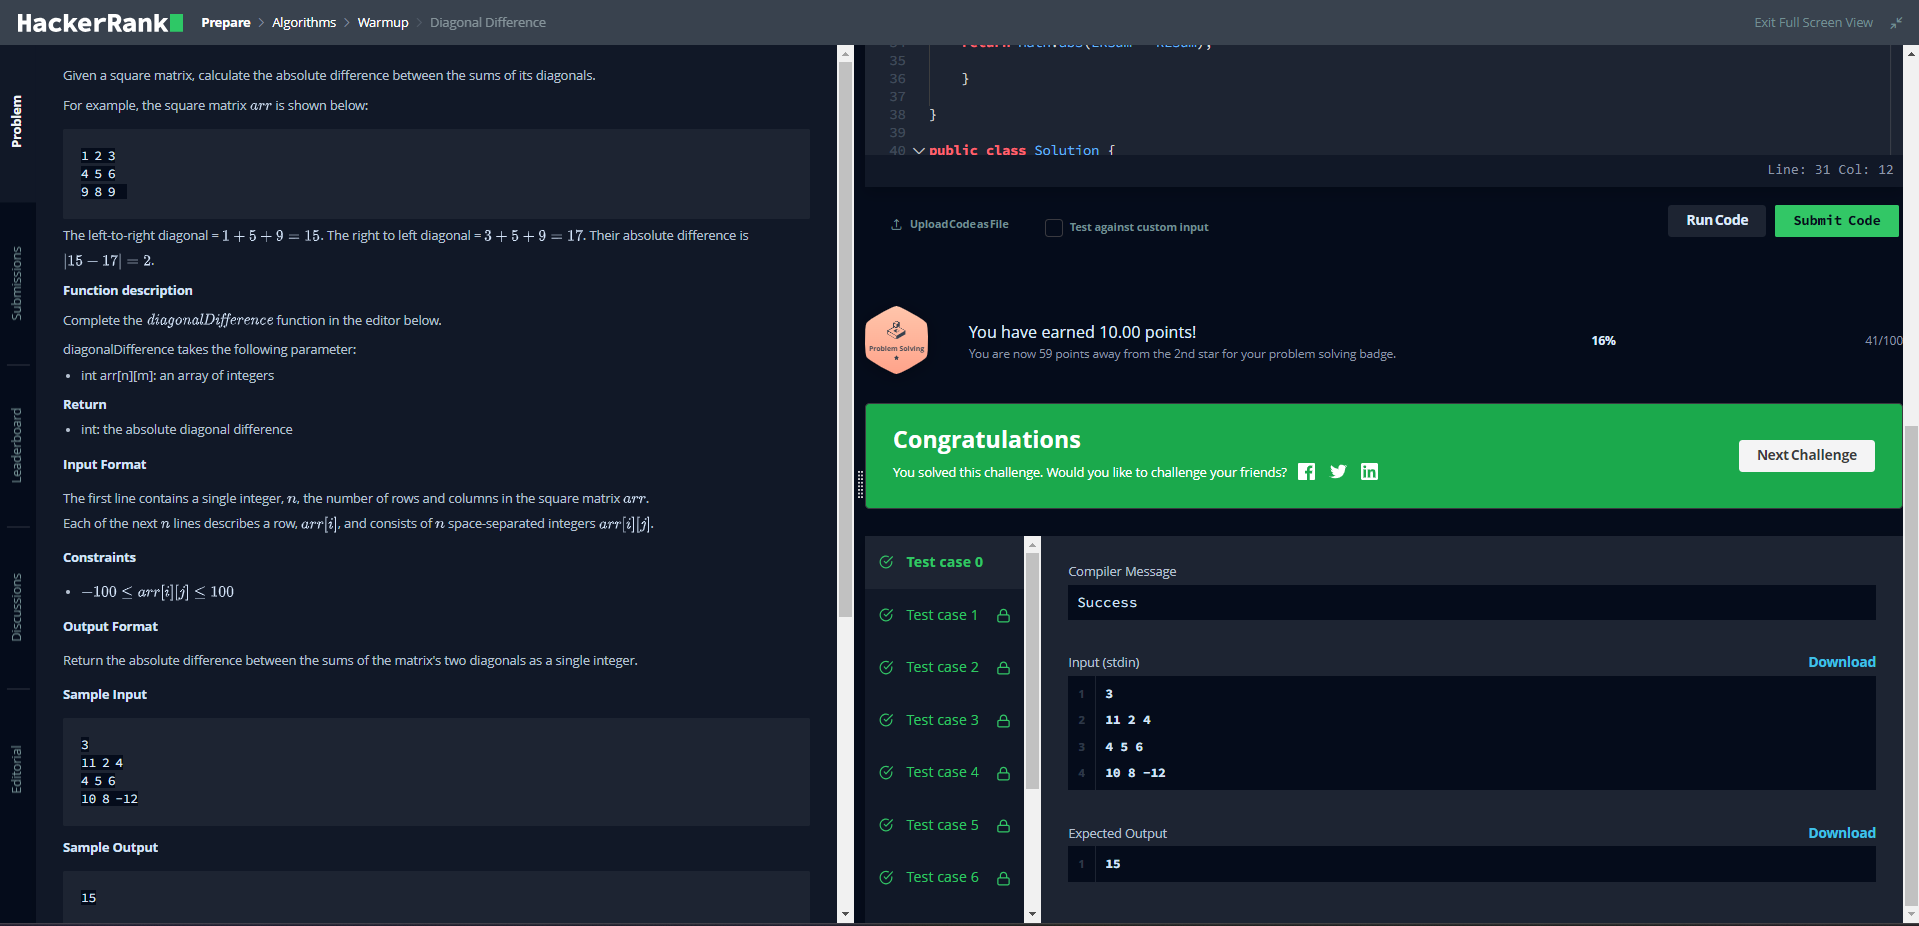 HackerRank Prepare > Algorithms > Warmup > Diagonal Difference
Exit Full Screen View
Problem
Submissions
Leaderboard
Discussions
Editorial
Given a square matrix, calculate the absolute difference between the sums of its diagonals.
For example, the square matrix arr is shown below:
1 2 3
4 5 6
9 8 9
The left-to-right diagonal = 1 + 5 + 9 = 15. The right to left diagonal = 3 + 5 + 9 = 17. Their absolute difference is
|15 − 17| = 2.
Function description
Complete the diagonalDifference function in the editor below.
diagonalDifference takes the following parameter:
• int arr[n][m]: an array of integers
Return
• int: the absolute diagonal difference
Input Format
The first line contains a single integer, n, the number of rows and columns in the square matrix arr.
Each of the next n lines describes a row, arr[i], and consists of n space-separated integers arr[i][j].
Constraints
• −100 ≤ arr[i][j] ≤ 100
Output Format
Return the absolute difference between the sums of the matrix's two diagonals as a single integer.
Sample Input
3
11 2 4
4 5 6
10 8 -12
Sample Output
15
35
36 }
37
38 }
39
40 public class Solution {
Line: 31 Col: 12
Upload Code as File
Test against custom input
Run Code
Submit Code
Problem Solving
You have earned 10.00 points!
You are now 59 points away from the 2nd star for your problem solving badge.
16%
41/100
Congratulations
You solved this challenge. Would you like to challenge your friends?
Next Challenge
Test case 0
Test case 1
Test case 2
Test case 3
Test case 4
Test case 5
Test case 6
Compiler Message
Success
Input (stdin)
Download
1 3
2 11 2 4
3 4 5 6
4 10 8 -12
Expected Output
Download
1 15